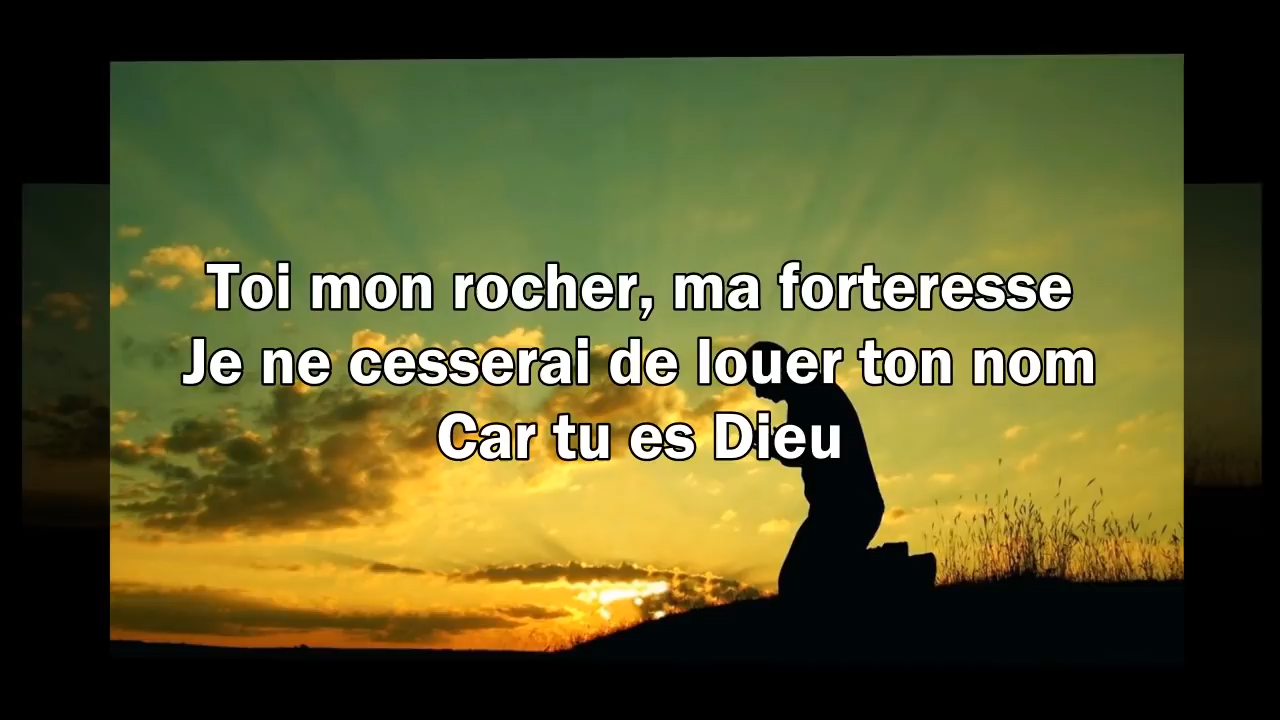 Toi mon rocher, ma forteresse
Je ne cesserai de louer ton nom
Car tu es Dieu